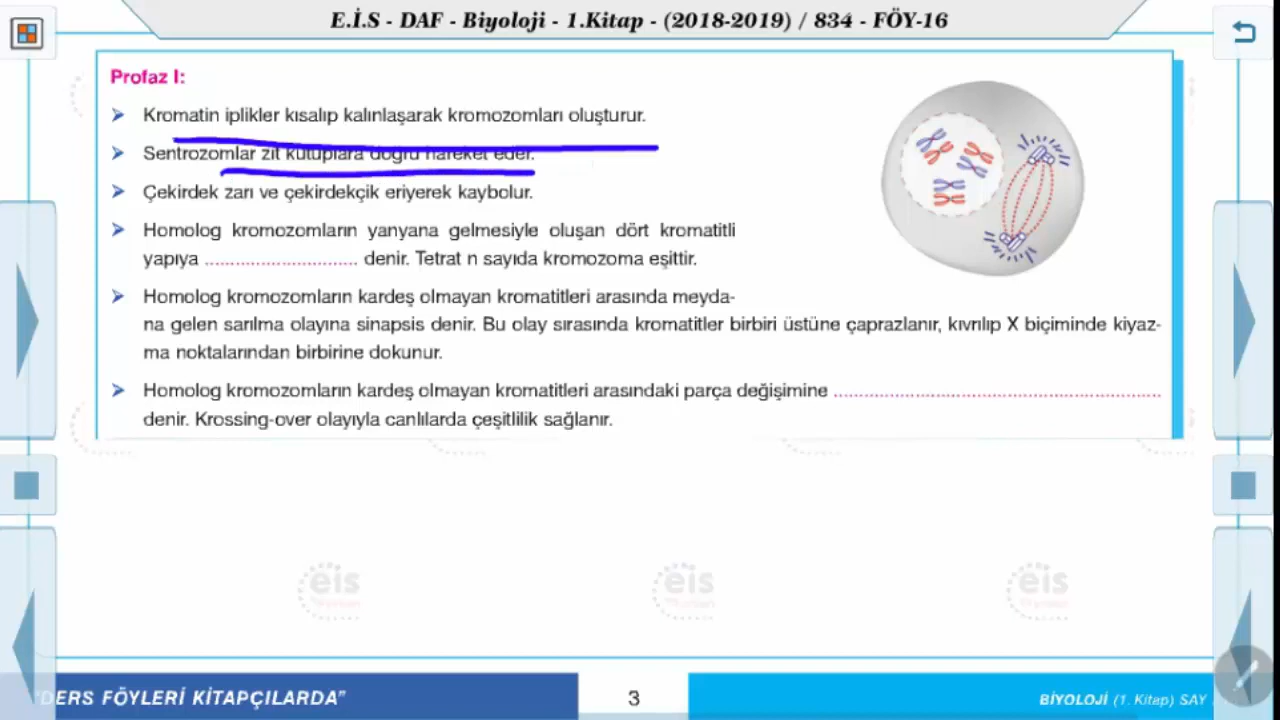 E.İ.S - DAF - Biyoloji - 1.Kitap - (2018-2019) / 834 - FÖY-16
Profaz I:
➢ Kromatin iplikler kısalıp kalınlaşarak kromozomları oluşturur.
➢ Sentrozomlar zıt kutuplara doğru hareket eder.
➢ Çekirdek zarı ve çekirdekçik eriyerek kaybolur.
➢ Homolog kromozomların yanyana gelmesiyle oluşan dört kromatitli
yapıya ............................ denir. Tetrat n sayıda kromozoma eşittir.
➢ Homolog kromozomların kardeş olmayan kromatitleri arasında meyda-
na gelen sarılma olayına sinapsis denir. Bu olay sırasında kromatitler birbiri üstüne çaprazlanır, kıvrılıp X biçiminde kiyaz-
ma noktalarından birbirine dokunur.
➢ Homolog kromozomların kardeş olmayan kromatitleri arasındaki parça değişimine ............................................................
denir. Krossing-over olayıyla canlılarda çeşitlilik sağlanır.
eis eis eis
"DERS FÖYLERİ KİTAPÇILARDA"
3
BİYOLOJİ (1. Kitap) SAY